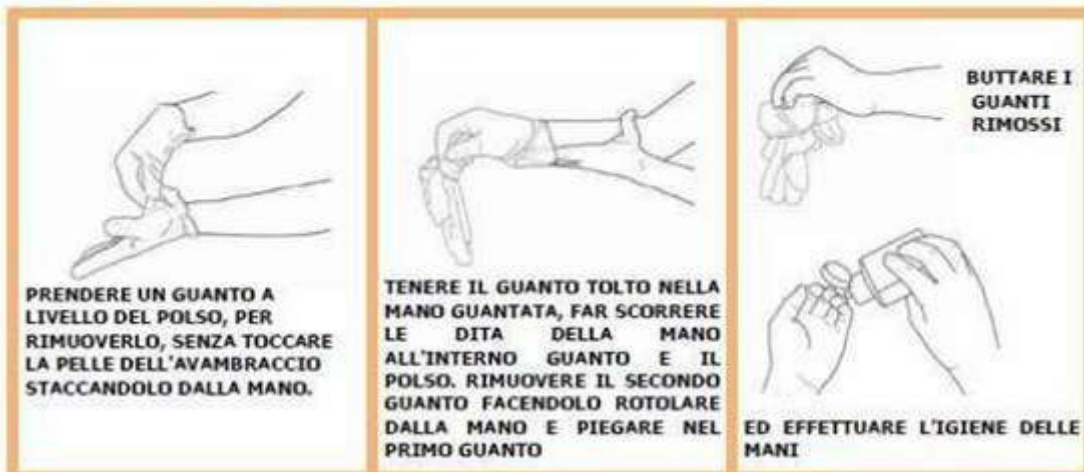 PRENDERE UN GUANTO A
LIVELLO DEL POLSO, PER
RIMUOVERLO, SENZA TOCCARE
LA PELLE DELL'AVAMBRACCIO
STACCANDOLO DALLA MANO.
TENERE IL GUANTO TOLTO NELLA
MANO GUANTATA, FAR SCORRERE
LE DITA DELLA MANO
ALL'INTERNO GUANTO E IL
POLSO. RIMUOVERE IL SECONDO
GUANTO FACENDOLO ROTOLARE
DALLA MANO E PIEGARE NEL
PRIMO GUANTO
BUTTARE I
GUANTI
RIMOSSI
ED EFFETTUARE L'IGIENE DELLE
MANI